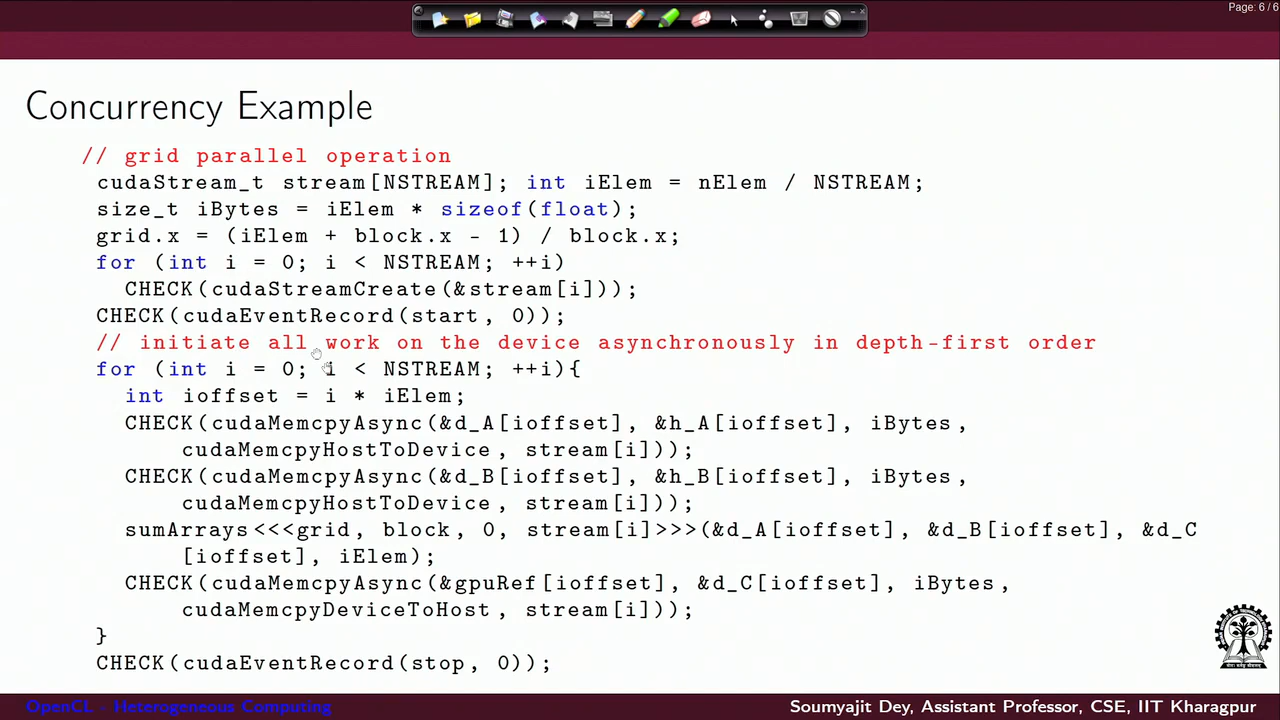 Page: 6 / 6
Concurrency Example
// grid parallel operation
cudaStream_t stream[NSTREAM]; int iElem = nElem / NSTREAM;
size_t iBytes = iElem * sizeof(float);
grid.x = (iElem + block.x - 1) / block.x;
for (int i = 0; i < NSTREAM; ++i)
CHECK(cudaStreamCreate(&stream[i]));
CHECK(cudaEventRecord(start, 0));
// initiate all work on the device asynchronously in depth-first order
for (int i = 0; i < NSTREAM; ++i){
int ioffset = i * iElem;
CHECK(cudaMemcpyAsync(&d_A[ioffset], &h_A[ioffset], iBytes,
cudaMemcpyHostToDevice, stream[i]));
CHECK(cudaMemcpyAsync(&d_B[ioffset], &h_B[ioffset], iBytes,
cudaMemcpyHostToDevice, stream[i]));
sumArrays<<<grid, block, 0, stream[i]>>>(&d_A[ioffset], &d_B[ioffset], &d_C
[ioffset], iElem);
CHECK(cudaMemcpyAsync(&gpuRef[ioffset], &d_C[ioffset], iBytes,
cudaMemcpyDeviceToHost, stream[i]));
}
CHECK(cudaEventRecord(stop, 0));
OpenCL - Heterogeneous Computing
Soumyajit Dey, Assistant Professor, CSE, IIT Kharagpur